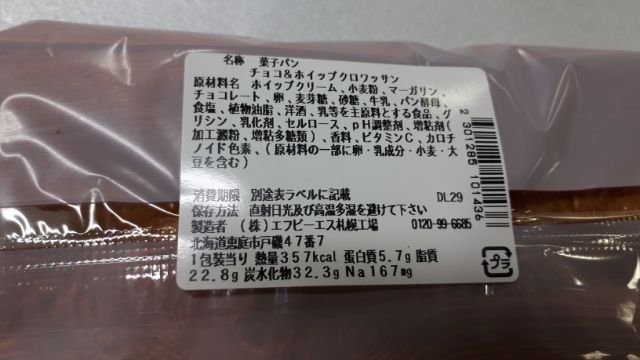 名称 菓子パン
チョコ&ホイップクロワッサン
原材料名 ホイップクリーム、小麦粉、マーガリン、
チョコレート、卵、麦芽糖、砂糖、牛乳、パン酵母、
食塩、植物油脂、洋酒、乳等を主原料とする食品、グ
リシン、乳化剤、セルロース、pH調整剤、増粘剤(
加工澱粉、増粘多糖類)、香料、ビタミンC、カロチ
ノイド色素、(原材料の一部に卵・乳成分・小麦・大
豆を含む)
消費期限 別途表ラベルに記載 DL29
保存方法 直射日光及び高温多湿を避けて下さい
製造者 (株)エフビーエス札幌工場 0120-99-6685
北海道恵庭市戸磯47番7
1包装当り 熱量357kcal 蛋白質5.7g 脂質
22.8g 炭水化物32.3g Na167mg
プラ
2 301280 101436